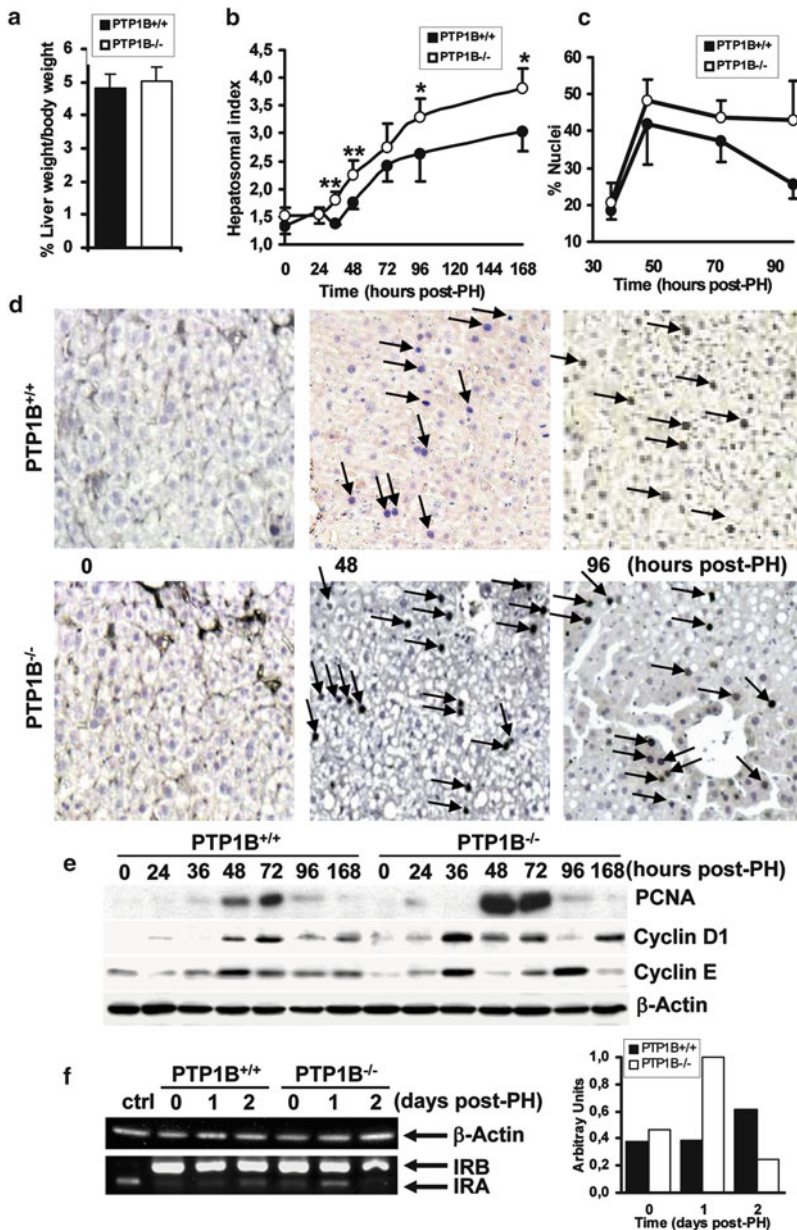 a
PTP1B+/+
PTP1B-/-
% Liver weight/body weight
6
5
4
3
2
1
0
b
PTP1B+/+
PTP1B-/-
Hepatosomal index
4,5
4,0
3,5
3,0
2,5
2,0
1,5
1,5
** ** * *
0 24 48 72 96 120 144 168
Time (hours post-PH)
c
PTP1B+/+
PTP1B-/-
% Nuclei
60
50
40
30
20
10
30 50 70 90
Time (hours post-PH)
d
PTP1B+/+
0 48 96 (hours post-PH)
PTP1B-/-
e
PTP1B+/+ PTP1B-/-
0 24 36 48 72 96 168 0 24 36 48 72 96 168 (hours post-PH)
PCNA
Cyclin D1
Cyclin E
β-Actin
f
PTP1B+/+ PTP1B-/-
ctrl 0 1 2 0 1 2 (days post-PH)
β-Actin
IRB
IRA
PTP1B+/+
PTP1B-/-
Arbitray Units
1,0
0,8
0,6
0,4
0,2
0,0
0 1 2
Time (days post-PH)